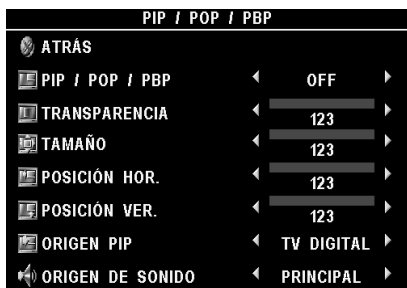 PIP / POP / PBP
ATRÁS
PIP / POP / PBP OFF
TRANSPARENCIA 123
TAMAÑO 123
POSICIÓN HOR. 123
POSICIÓN VER. 123
ORIGEN PIP TV DIGITAL
ORIGEN DE SONIDO PRINCIPAL